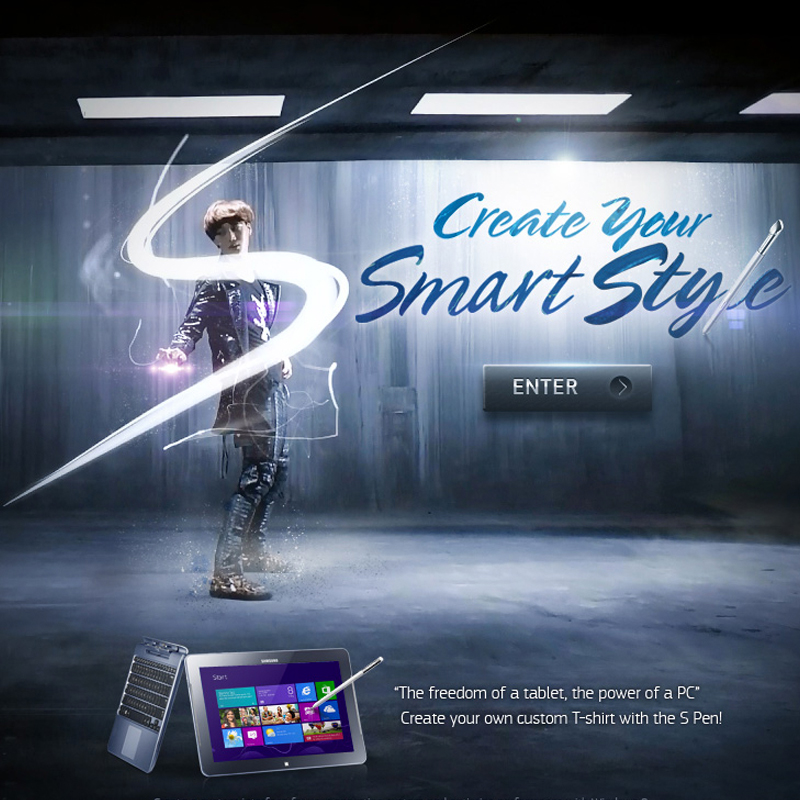 Create Your
Smart Style
ENTER
SAMSUNG
Start
“The freedom of a tablet, the power of a PC”
Create your own custom T-shirt with the S Pen!